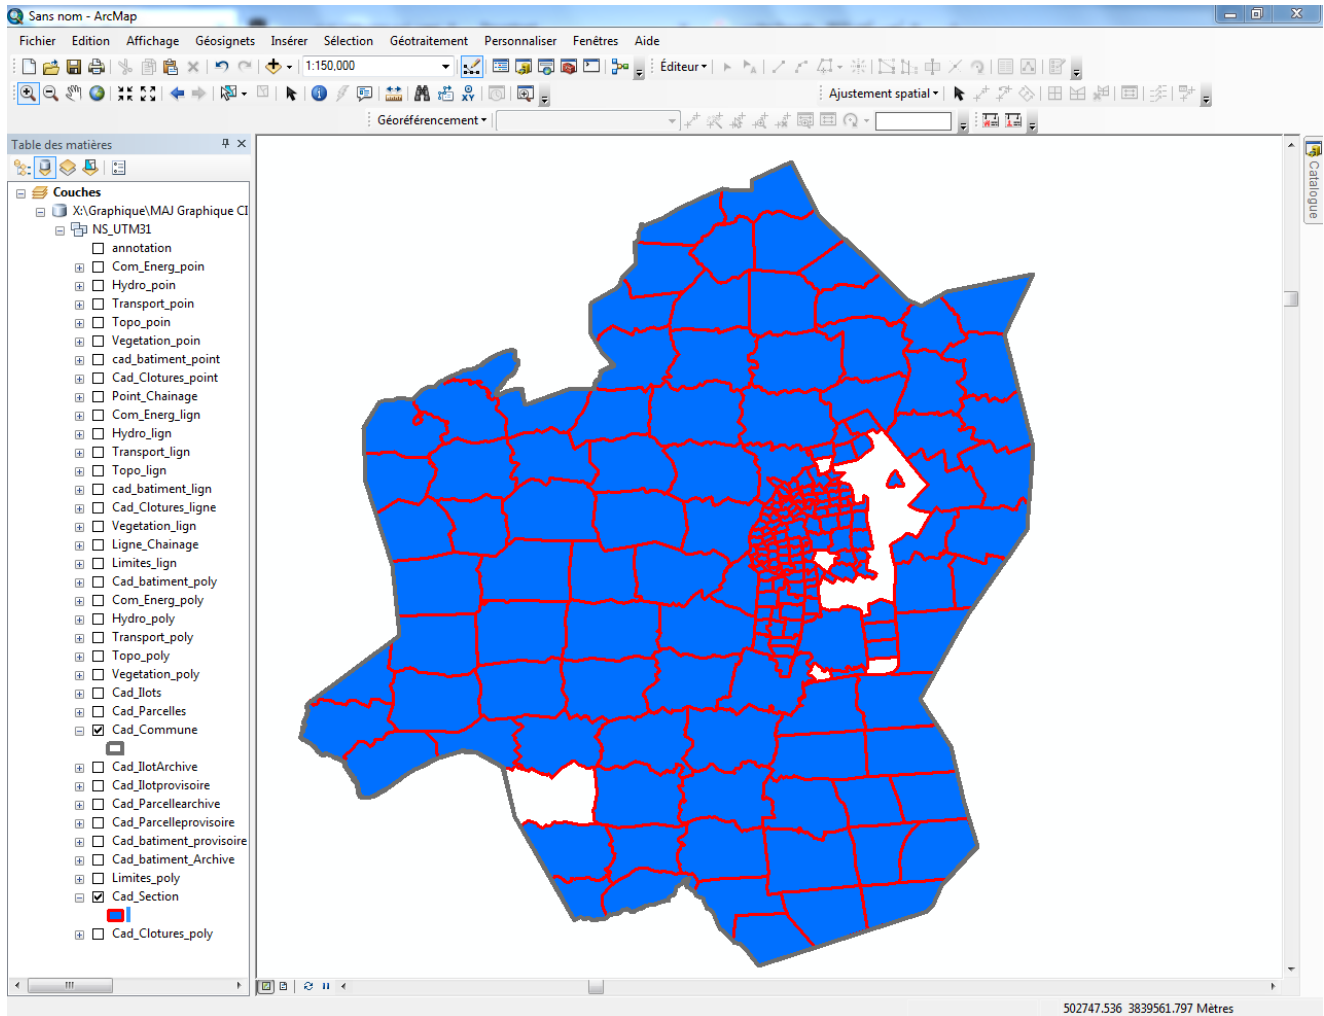 Sans nom - ArcMap
Fichier Edition Affichage Géosignets Insérer Sélection Géotraitement Personnaliser Fenêtres Aide
1:150,000 Éditeur
Ajustement spatial
Géoréférencement
Table des matières
Catalogue
Couches
X:\Graphique\MAJ Graphique CI
NS_UTM31
annotation
Com_Energ_poin
Hydro_poin
Transport_poin
Topo_poin
Vegetation_poin
cad_batiment_point
Cad_Clotures_point
Point_Chainage
Com_Energ_lign
Hydro_lign
Transport_lign
Topo_lign
cad_batiment_lign
Cad_Clotures_ligne
Vegetation_lign
Ligne_Chainage
Limites_lign
Cad_batiment_poly
Com_Energ_poly
Hydro_poly
Transport_poly
Topo_poly
Vegetation_poly
Cad_Ilots
Cad_Parcelles
Cad_Commune
Cad_IlotArchive
Cad_Ilotprovisoire
Cad_Parcellearchive
Cad_Parcelleprovisoire
Cad_batiment_provisoire
Cad_batiment_Archive
Limites_poly
Cad_Section
Cad_Clotures_poly
502747.536 3839561.797 Mètres